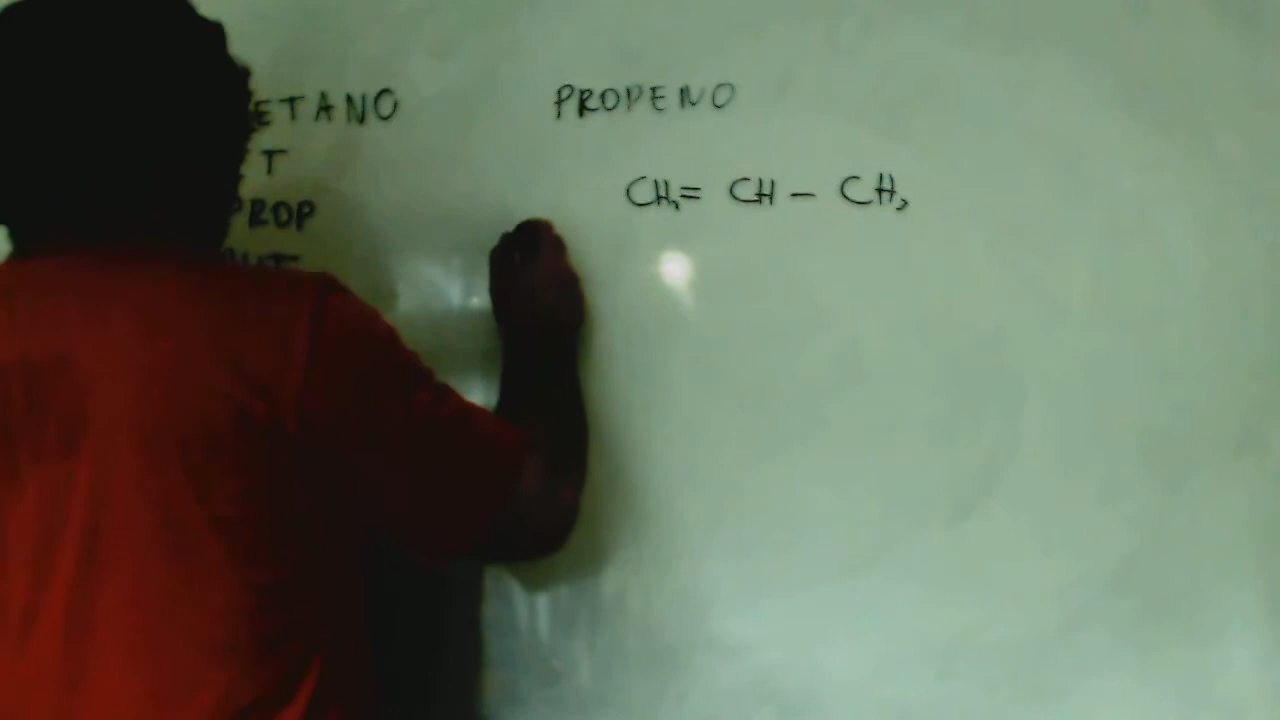 ETANO
T
PROP
PROPENO
CH₂= CH - CH₃